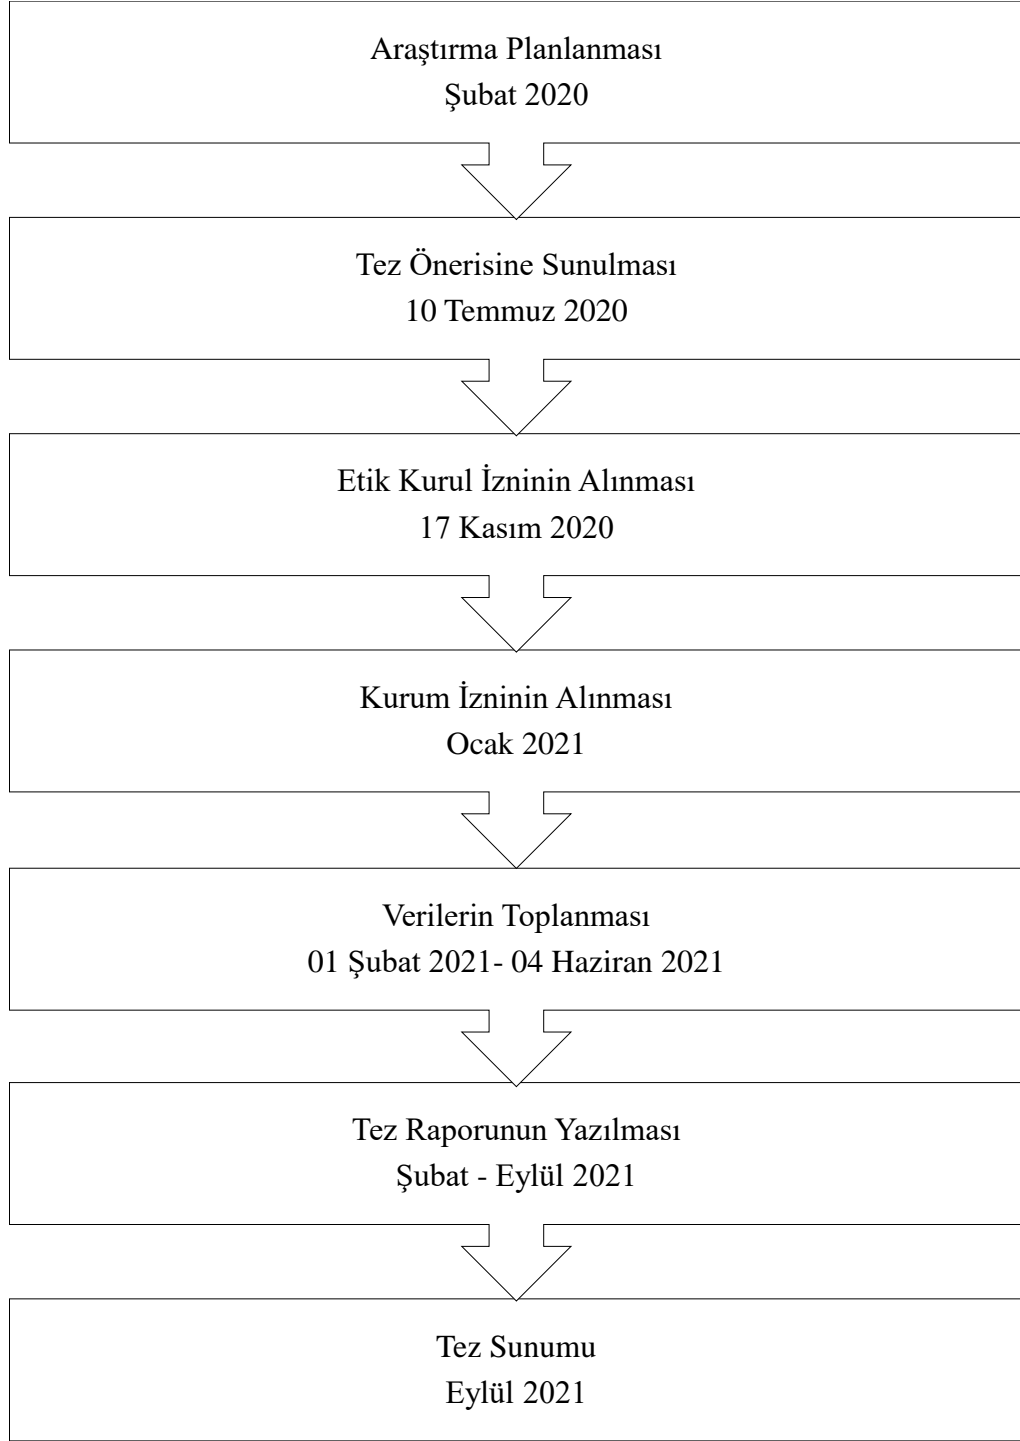 Araştırma Planlanması
Şubat 2020
Tez Önerisine Sunulması
10 Temmuz 2020
Etik Kurul İzninin Alınması
17 Kasım 2020
Kurum İzninin Alınması
Ocak 2021
Verilerin Toplanması
01 Şubat 2021- 04 Haziran 2021
Tez Raporunun Yazılması
Şubat - Eylül 2021
Tez Sunumu
Eylül 2021